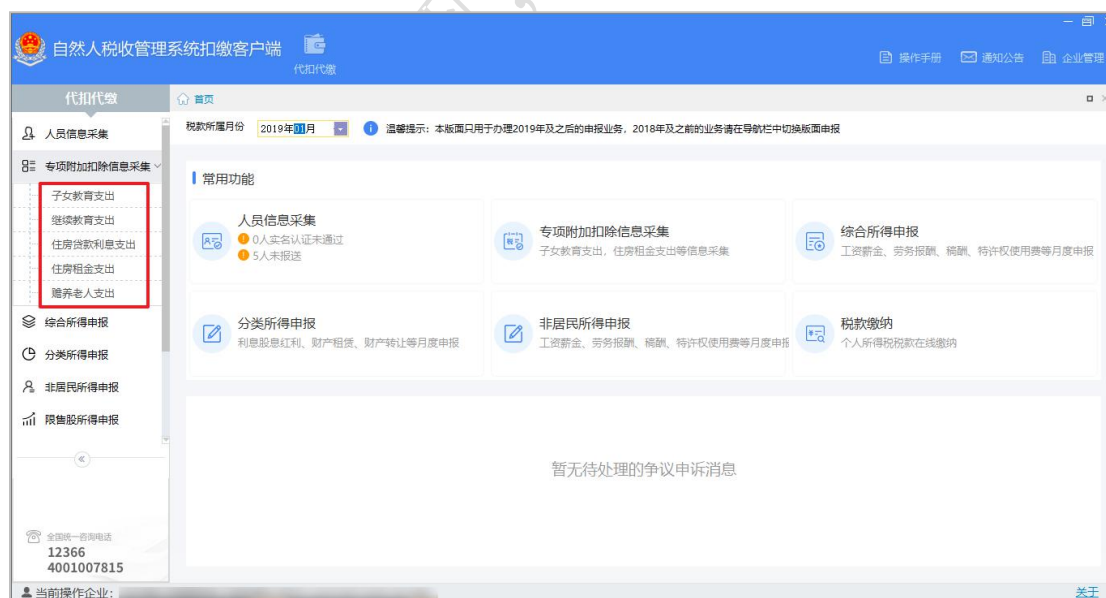 自然人税收管理系统扣缴客户端
代扣代缴
操作手册
通知公告
企业管理
代扣代缴
首页
人员信息采集
专项附加扣除信息采集
子女教育支出
继续教育支出
住房贷款利息支出
住房租金支出
赡养老人支出
综合所得申报
分类所得申报
非居民所得申报
限售股所得申报
全国统一咨询电话
12366
4001007815
税款所属月份 2019年01月 温馨提示：本版面只用于办理2019年及之后的申报业务，2018年及之前的业务请在导航栏中切换版面申报
常用功能
人员信息采集
0人实名认证未通过
5人未报送
专项附加扣除信息采集
子女教育支出，住房租金支出等信息采集
综合所得申报
工资薪金、劳务报酬、稿酬、特许权使用费等月度申报
分类所得申报
利息股息红利、财产租赁、财产转让等月度申报
非居民所得申报
工资薪金、劳务报酬、稿酬、特许权使用费等月度申报
税款缴纳
个人所得税税款在线缴纳
暂无待处理的争议申诉消息
当前操作企业：
关于